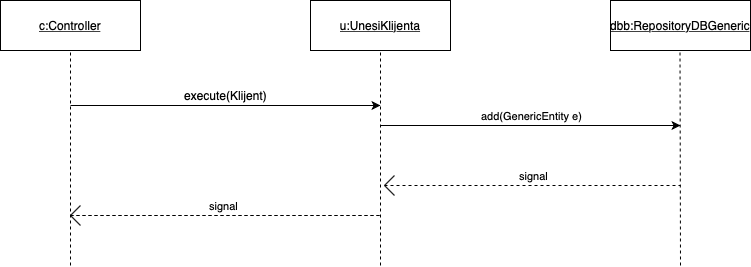 c:Controller
u:UnesiKlijenta
dbb:RepositoryDBGeneric
execute(Klijent)
add(GenericEntity e)
signal
signal